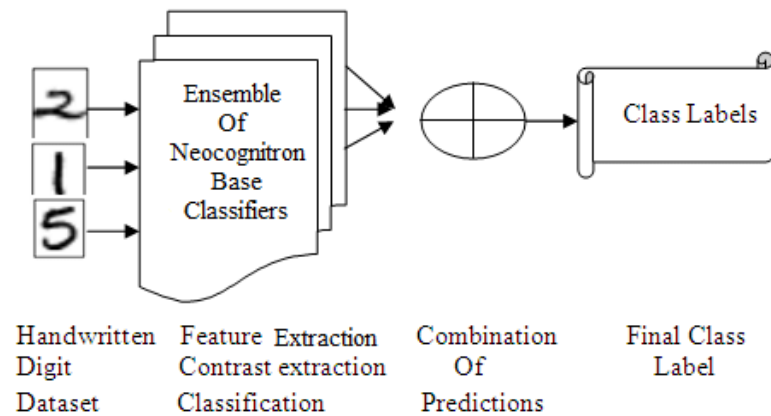 2
1
5
Ensemble
Of
Neocognitron
Base
Classifiers
Class Labels
Handwritten
Digit
Dataset
Feature Extraction
Contrast extraction
Classification
Combination
Of
Predictions
Final Class
Label